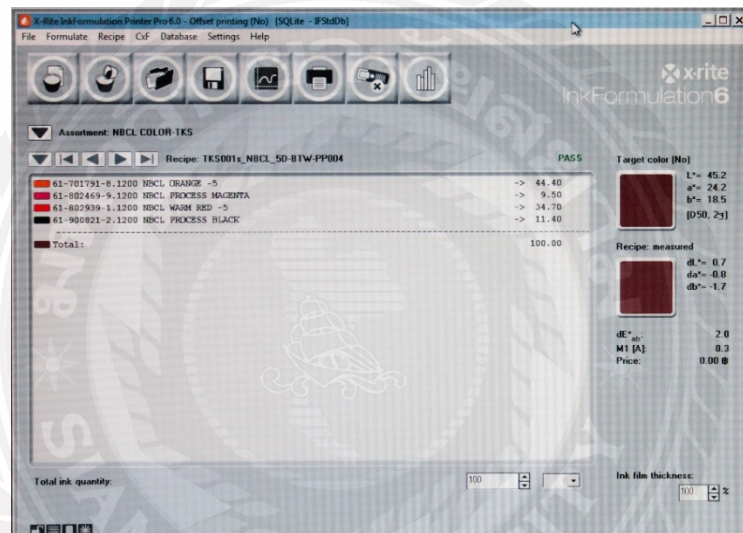 X-Rite InkFormulation Printer Pro 6.0 - Offset printing (No) [SQLite - IFStdDb]
File Formulate Recipe CxF Database Settings Help
x·rite
InkFormulation6
Assortment: NBCL COLOR-TKS
Recipe: TKS001s_NBCL_5D-BTW-PP004 PASS
61-701791-8.1200 NBCL ORANGE -5 -> 44.40
61-802469-9.1200 NBCL PROCESS MAGENTA -> 9.50
61-802939-1.1200 NBCL WARM RED -5 -> 34.70
61-900821-2.1200 NBCL PROCESS BLACK -> 11.40
Total: 100.00
Target color (No)
L*= 45.2
a*= 24.2
b*= 18.5
[D50, 2°]
Recipe: measured
dL*= 0.7
da*= -0.8
db*= -1.7
dE*ab: 2.0
M1 [A]: 0.3
Price: 0.00 ฿
Total ink quantity: 100
Ink film thickness:
100 %